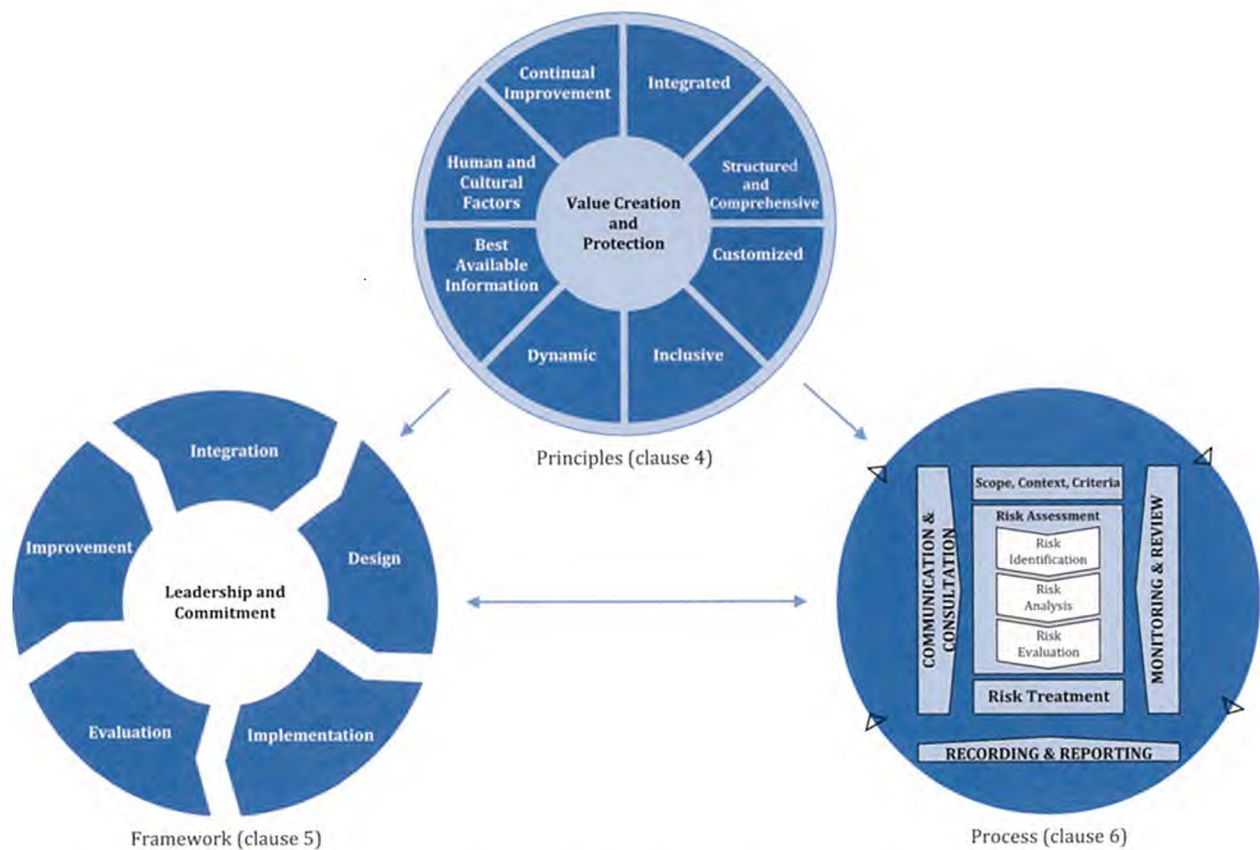 Continual
Improvement
Integrated
Human and
Cultural
Factors
Structured
and
Comprehensive
Value Creation
and
Protection
Best
Available
Information
Customized
Dynamic
Inclusive
Principles (clause 4)
Integration
Improvement
Design
Leadership and
Commitment
Evaluation
Implementation
Framework (clause 5)
Scope, Context, Criteria
COMMUNICATION &
CONSULTATION
Risk Assessment
Risk
Identification
Risk
Analysis
Risk
Evaluation
MONITORING & REVIEW
Risk Treatment
RECORDING & REPORTING
Process (clause 6)